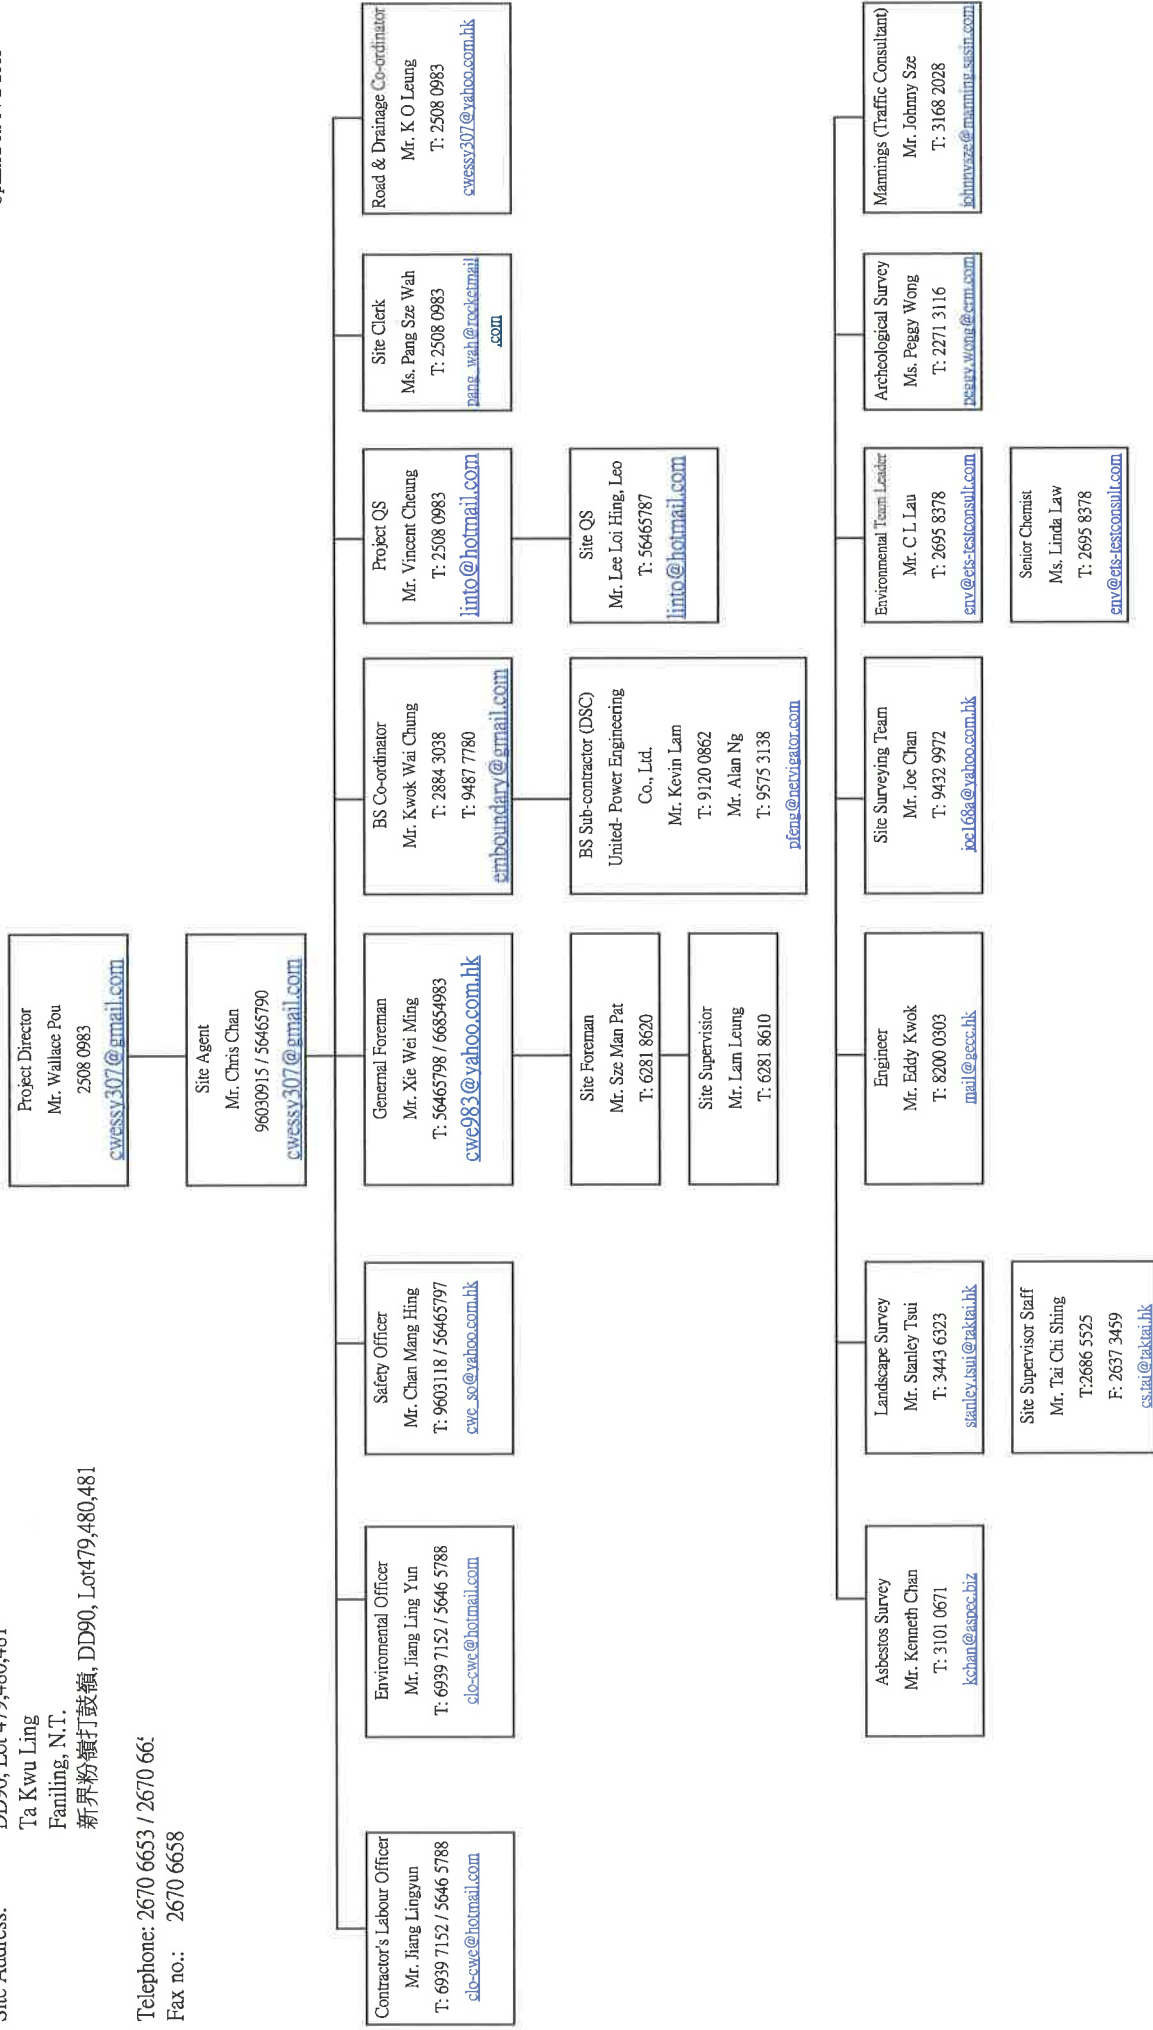 Site Address:
Ta Kwu Ling
Faniling, N.T.
新界粉嶺打鼓嶺, DD90, Lot479,480,481
Telephone: 2670 6653 / 2670
Fax no.: 2670 6658
Project Director
Mr. Wallace Pou
2508 0983
cwessy307@gmail.com
Site Agent
Mr. Chris Chan
96030915 / 56465790
cwessy307@gmail.com
Contractor's Labour Officer
Mr. Jiang Lingyun
T: 6939 7152 / 5646 5788
clo-cwe@hotmail.com
Enviromental Officer
Mr. Jiang Ling Yun
T: 6939 7152 / 5646 5788
clo-cwe@hotmail.com
Safety Officer
Mr. Chan Mang Hing
T: 9603118 / 56465797
cwe_so@yahoo.com.hk
Genernal Foreman
Mr. Xie Wei Ming
T: 56465798 / 66854983
cwe983@yahoo.com.hk
BS Co-ordinator
Mr. Kwok Wai Chung
T: 2884 3038
T: 9487 7780
emboundary@gmail.com
Project QS
Mr. Vincent Cheung
T: 2508 0983
linto@hotmail.com
Site Clerk
Ms. Pang Sze Wah
T: 2508 0983
pang_wah@rocketmail
.com
Road & Drainage Co-ordinator
Mr. K O Leung
T: 2508 0983
cwessy307@yahoo.com.hk
Site Foreman
Mr. Sze Man Pat
T: 6281 8620
Site Supervisior
Mr. Lam Leung
T: 6281 8610
BS Sub-contractor (DSC)
United- Power Engineering
Co., Ltd.
Mr. Kevin Lam
T: 9120 0862
Mr. Alan Ng
T: 9575 3138
pfeng@netvigator.com
Site QS
Mr. Lee Loi Hing, Leo
T: 56465787
linto@hotmail.com
Asbestos Survey
Mr. Kenneth Chan
T: 3101 0671
kchan@aspec.biz
Landscape Survey
Mr. Stanley Tsui
T: 3443 6323
stanley.tsui@taktai.hk
Engineer
Mr. Eddy Kwok
T: 8200 0303
mail@gecc.hk
Site Surveying Team
Mr. Joe Chan
T: 9432 9972
joe168a@yahoo.com.hk
Environmental Team Leader
Mr. C L Lau
T: 2695 8378
env@ets-testconsult.com
Archeological Survey
Ms. Peggy Wong
T: 2271 3116
peggy.wong@erm.com
Mannings (Traffic Consultant)
Mr. Johnny Sze
T: 3168 2028
johnnysze@manning.sasin.com
Site Supervisor Staff
Mr. Tai Chi Shing
T:2686 5525
F: 2637 3459
cs.tai@taktai.hk
Senior Chemist
Ms. Linda Law
T: 2695 8378
env@ets-testconsult.com